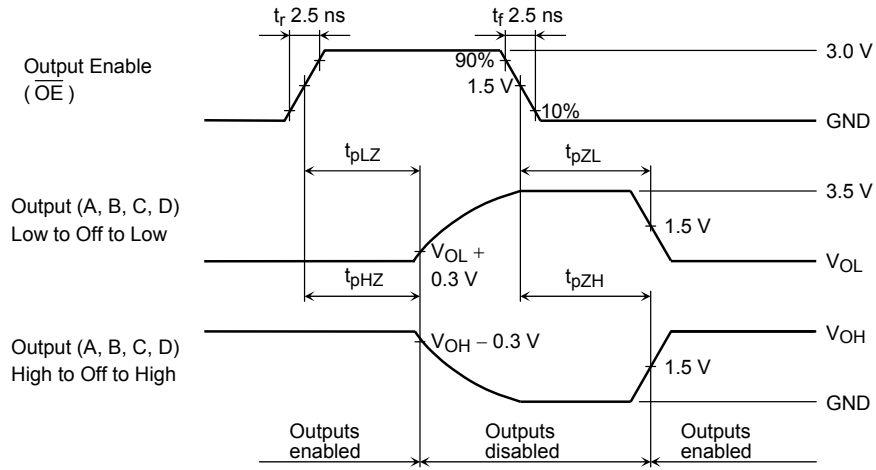 tr 2.5 ns
tf 2.5 ns
Output Enable
( OE )
90%
1.5 V
10%
3.0 V
GND
tpLZ
tpZL
Output (A, B, C, D)
Low to Off to Low
3.5 V
1.5 V
VOL +
0.3 V
VOL
tpHZ
tpZH
Output (A, B, C, D)
High to Off to High
VOH − 0.3 V
VOH
1.5 V
GND
Outputs
enabled
Outputs
disabled
Outputs
enabled